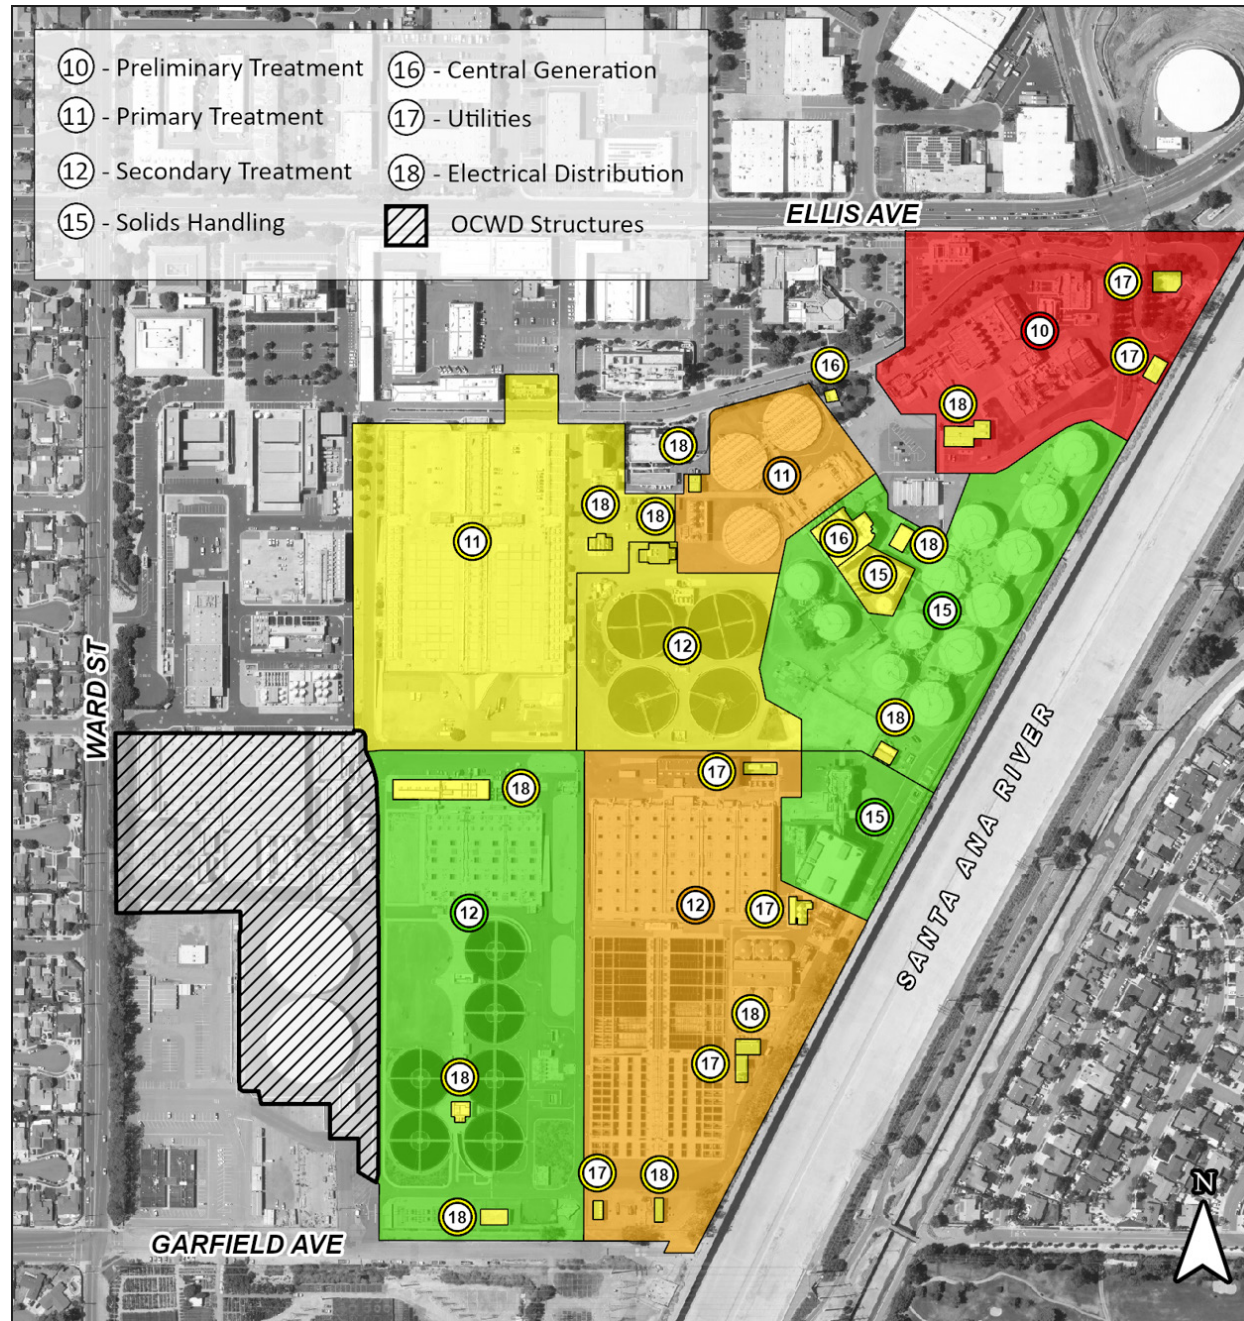 10 - Preliminary Treatment
11 - Primary Treatment
12 - Secondary Treatment
15 - Solids Handling
16 - Central Generation
17 - Utilities
18 - Electrical Distribution
OCWD Structures
ELLIS AVE
17
10
17
16
18
18
11
18
18
11
16
18
15
15
12
18
17
18
15
12
12
17
18
17
18
17
18
18
WARD ST
SANTA ANA RIVER
GARFIELD AVE
N